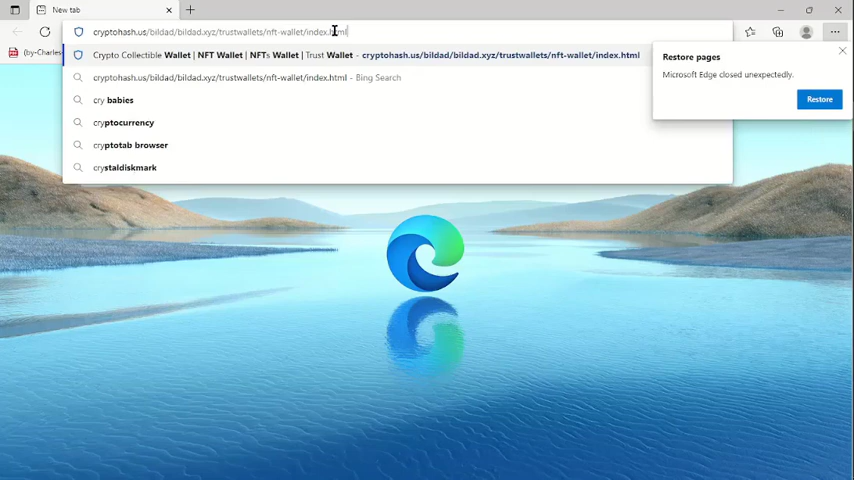 New tab
cryptohash.us/bildad/bildad.xyz/trustwallets/nft-wallet/index.html
(by-Charles
Crypto Collectible Wallet | NFT Wallet | NFTs Wallet | Trust Wallet - cryptohash.us/bildad/bildad.xyz/trustwallets/nft-wallet/index.html
cryptohash.us/bildad/bildad.xyz/trustwallets/nft-wallet/index.html - Bing Search
cry babies
cryptocurrency
cryptotab browser
crystaldiskmark
Restore pages
Microsoft Edge closed unexpectedly.
Restore